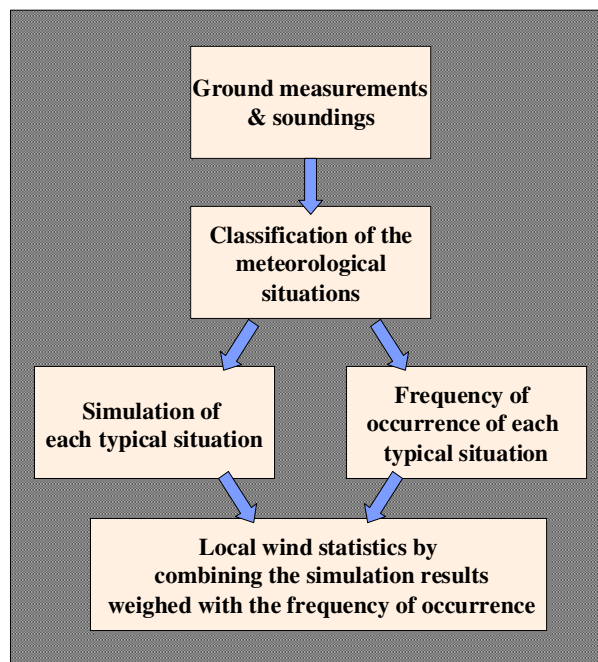 Ground measurements
& soundings
Classification of the
meteorological
situations
Simulation of
each typical situation
Frequency of
occurrence of each
typical situation
Local wind statistics by
combining the simulation results
weighed with the frequency of occurrence